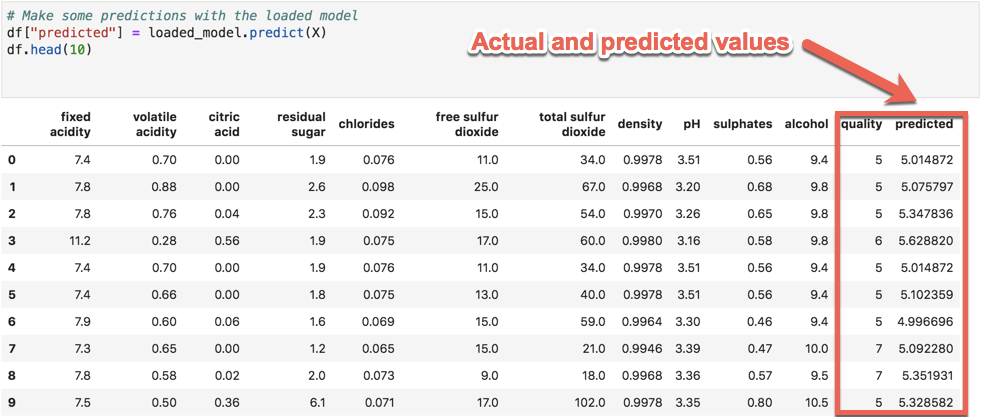 # Make some predictions with the loaded model
df["predicted"] = loaded_model.predict(X)
df.head(10)
Actual and predicted values
fixed acidity volatile acidity citric acid residual sugar chlorides free sulfur dioxide total sulfur dioxide density pH sulphates alcohol quality predicted
0 7.4 0.70 0.00 1.9 0.076 11.0 34.0 0.9978 3.51 0.56 9.4 5 5.014872
1 7.8 0.88 0.00 2.6 0.098 25.0 67.0 0.9968 3.20 0.68 9.8 5 5.075797
2 7.8 0.76 0.04 2.3 0.092 15.0 54.0 0.9970 3.26 0.65 9.8 5 5.347836
3 11.2 0.28 0.56 1.9 0.075 17.0 60.0 0.9980 3.16 0.58 9.8 6 5.628820
4 7.4 0.70 0.00 1.9 0.076 11.0 34.0 0.9978 3.51 0.56 9.4 5 5.014872
5 7.4 0.66 0.00 1.8 0.075 13.0 40.0 0.9978 3.51 0.56 9.4 5 5.102359
6 7.9 0.60 0.06 1.6 0.069 15.0 59.0 0.9964 3.30 0.46 9.4 5 4.996696
7 7.3 0.65 0.00 1.2 0.065 15.0 21.0 0.9946 3.39 0.47 10.0 7 5.092280
8 7.8 0.58 0.02 2.0 0.073 9.0 18.0 0.9968 3.36 0.57 9.5 7 5.351931
9 7.5 0.50 0.36 6.1 0.071 17.0 102.0 0.9978 3.35 0.80 10.5 5 5.328582